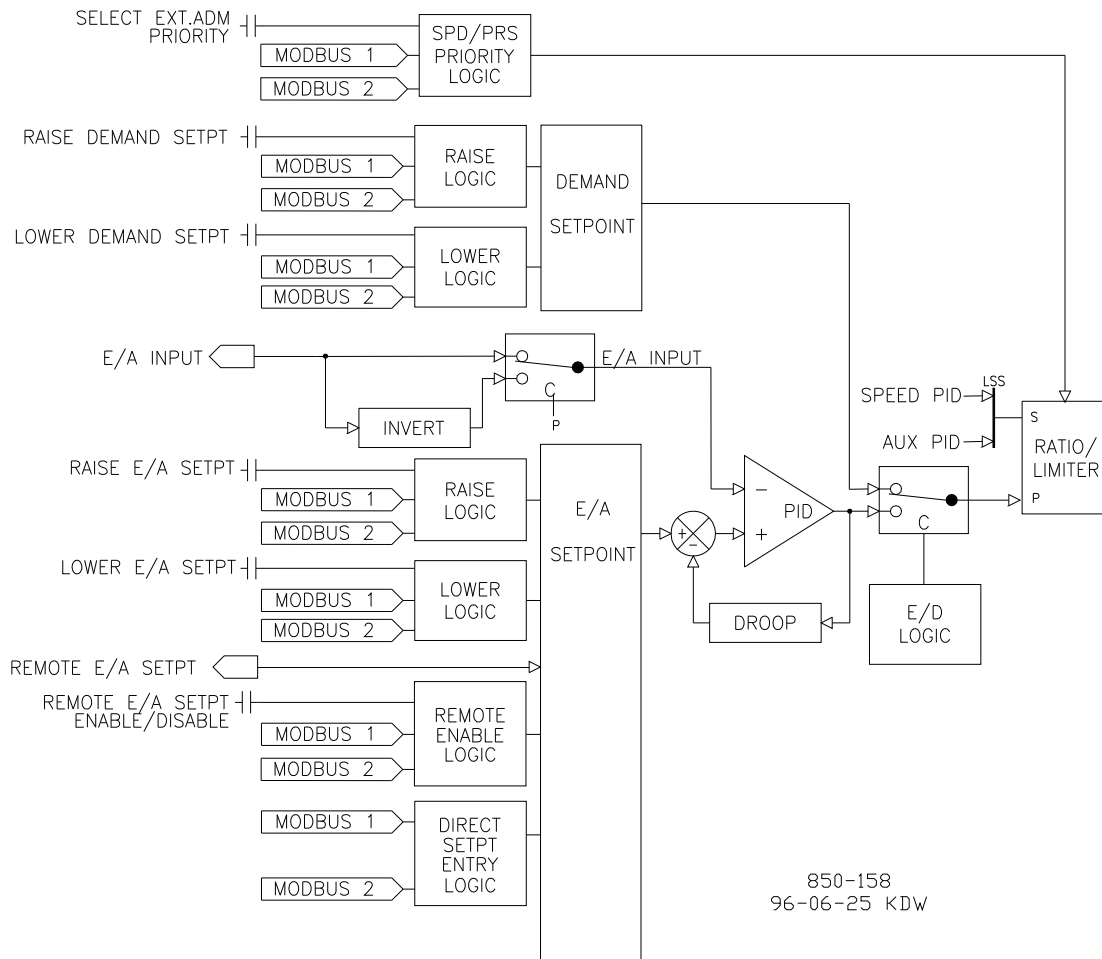 SELECT EXT.ADM
PRIORITY
MODBUS 1
MODBUS 2
SPD/PRS
PRIORITY
LOGIC
RAISE DEMAND SETPT
MODBUS 1
MODBUS 2
RAISE
LOGIC
DEMAND
SETPOINT
LOWER DEMAND SETPT
MODBUS 1
MODBUS 2
LOWER
LOGIC
E/A INPUT
INVERT
C
P
E/A INPUT
SPEED PID
LSS
AUX PID
S
RATIO/
LIMITER
P
RAISE E/A SETPT
MODBUS 1
MODBUS 2
RAISE
LOGIC
E/A
SETPOINT
+
-
-
+
PID
C
LOWER E/A SETPT
MODBUS 1
MODBUS 2
LOWER
LOGIC
DROOP
E/D
LOGIC
REMOTE E/A SETPT
REMOTE E/A SETPT
ENABLE/DISABLE
MODBUS 1
MODBUS 2
REMOTE
ENABLE
LOGIC
MODBUS 1
MODBUS 2
DIRECT
SETPT
ENTRY
LOGIC
850-158
96-06-25 KDW